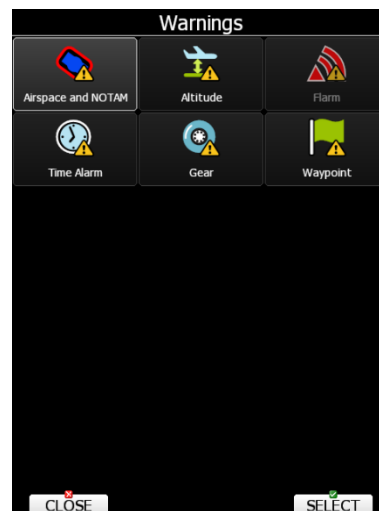 Warnings
Airspace and NOTAM
Altitude
Flarm
Time Alarm
Gear
Waypoint
CLOSE
SELECT